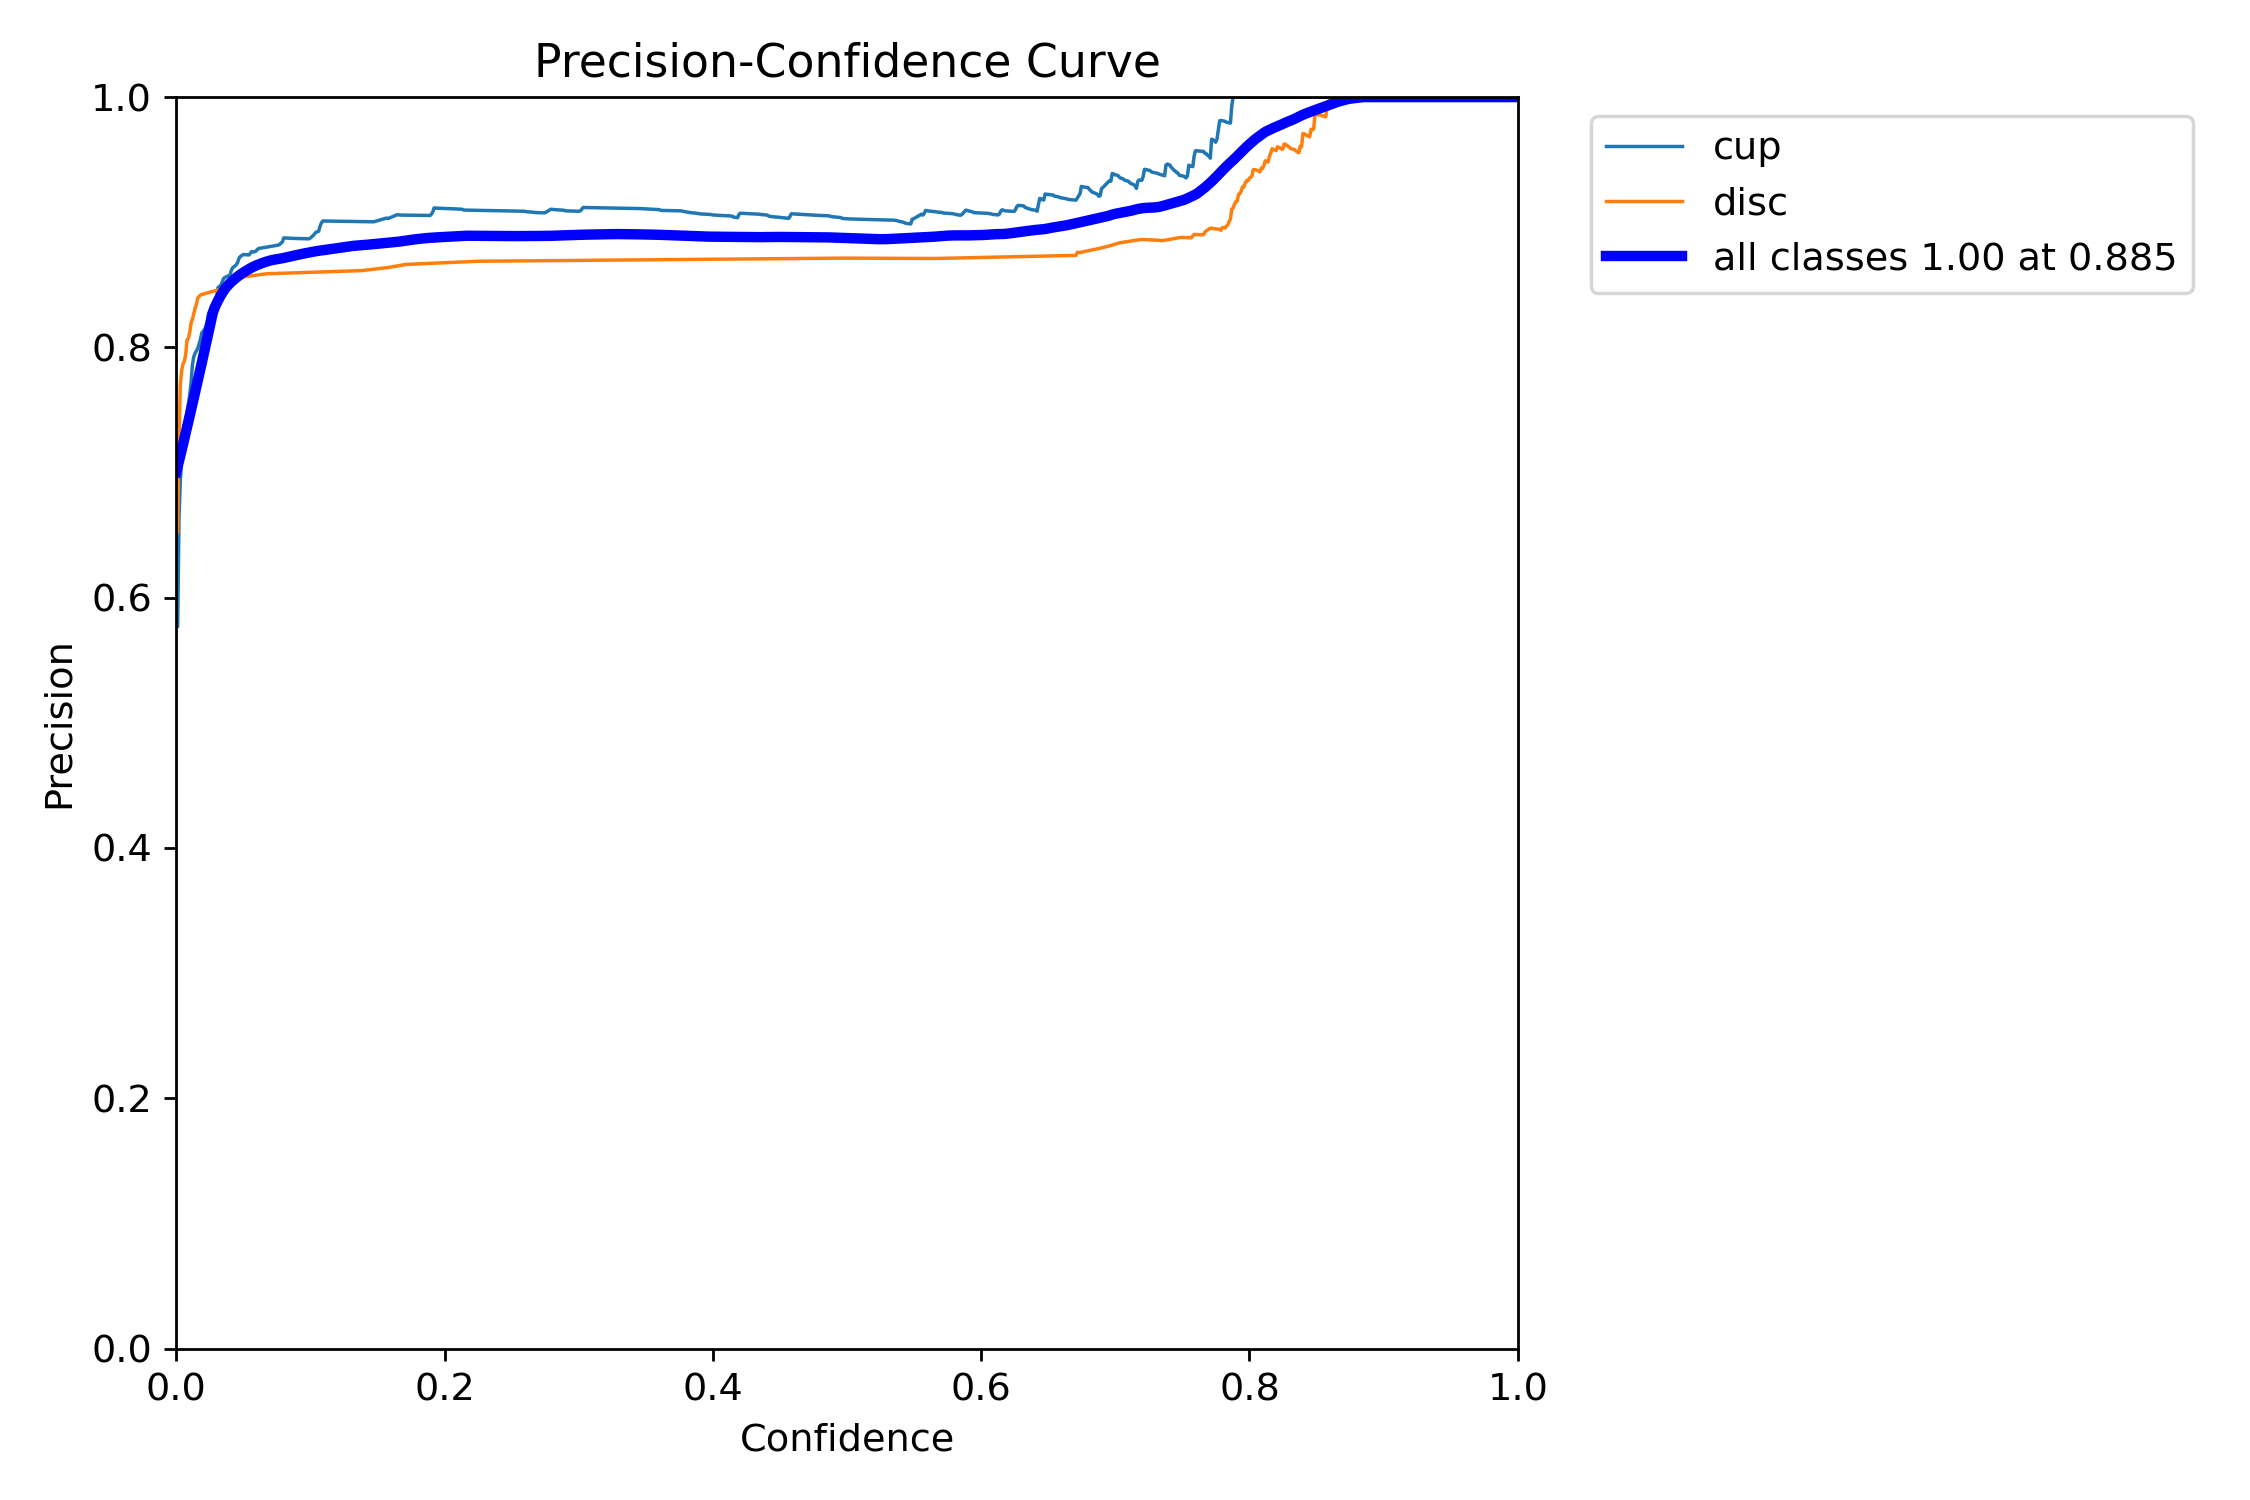 Precision-Confidence Curve
1.0
0.8
0.6
0.4
0.2
0.0
Precision
0.0 0.2 0.4 0.6 0.8 1.0
Confidence
cup
disc
all classes 1.00 at 0.885